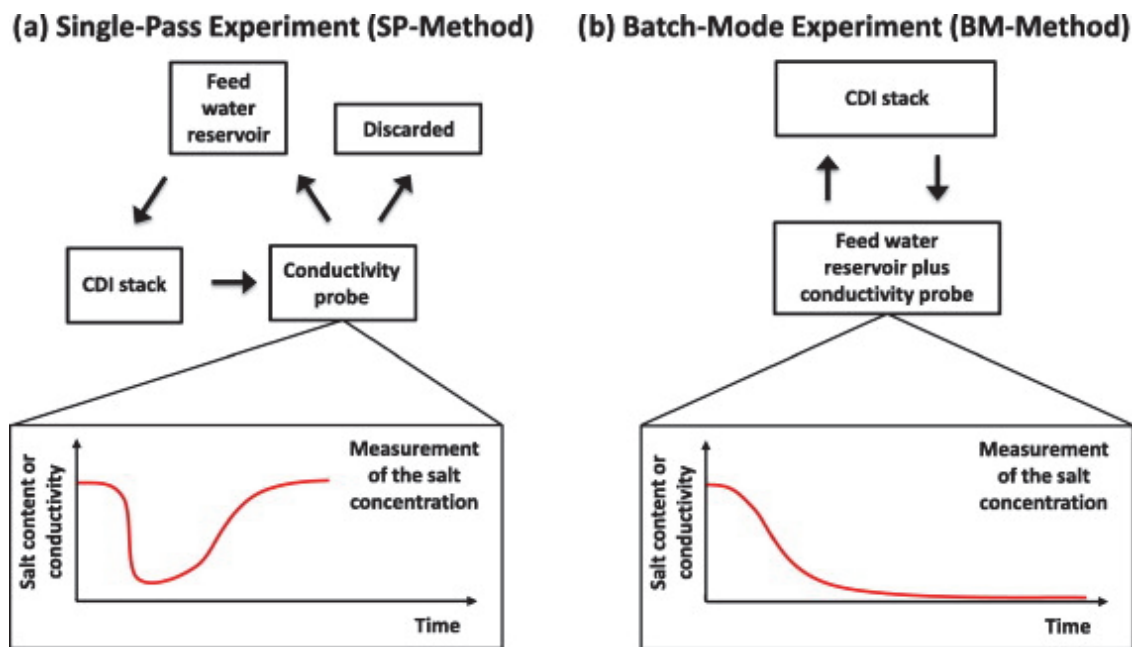 (a) Single-Pass Experiment (SP-Method)
Feed
water
reservoir
Discarded
CDI stack
Conductivity
probe
Salt content or
conductivity
Measurement
of the salt
concentration
Time
(b) Batch-Mode Experiment (BM-Method)
CDI stack
Feed water
reservoir plus
conductivity probe
Salt content or
conductivity
Measurement
of the salt
concentration
Time